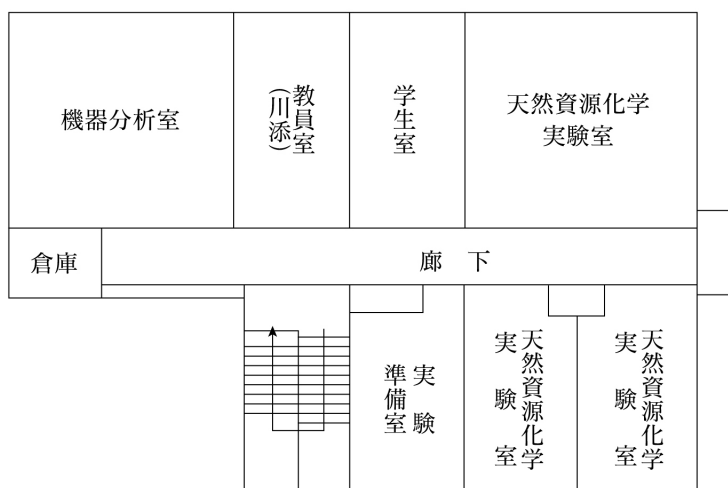 機器分析室
教員室
(川添)
学生室
天然資源化学
実験室
倉庫
廊 下
実験
準備室
天然資源化学
実験室
天然資源化学
実験室